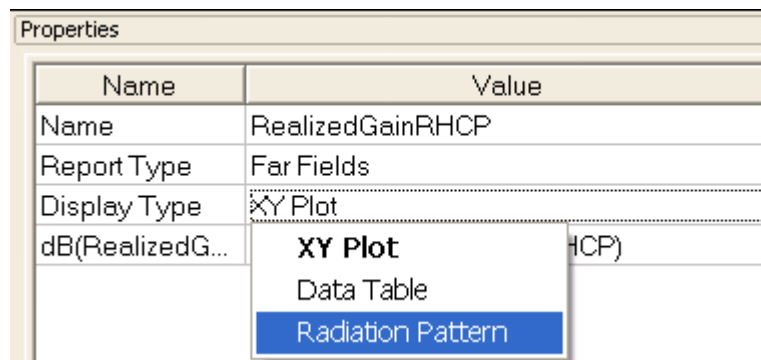 Properties
Name Value
Name RealizedGainRHCP
Report Type Far Fields
Display Type XY Plot
dB(RealizedG... HCP)
XY Plot
Data Table
Radiation Pattern